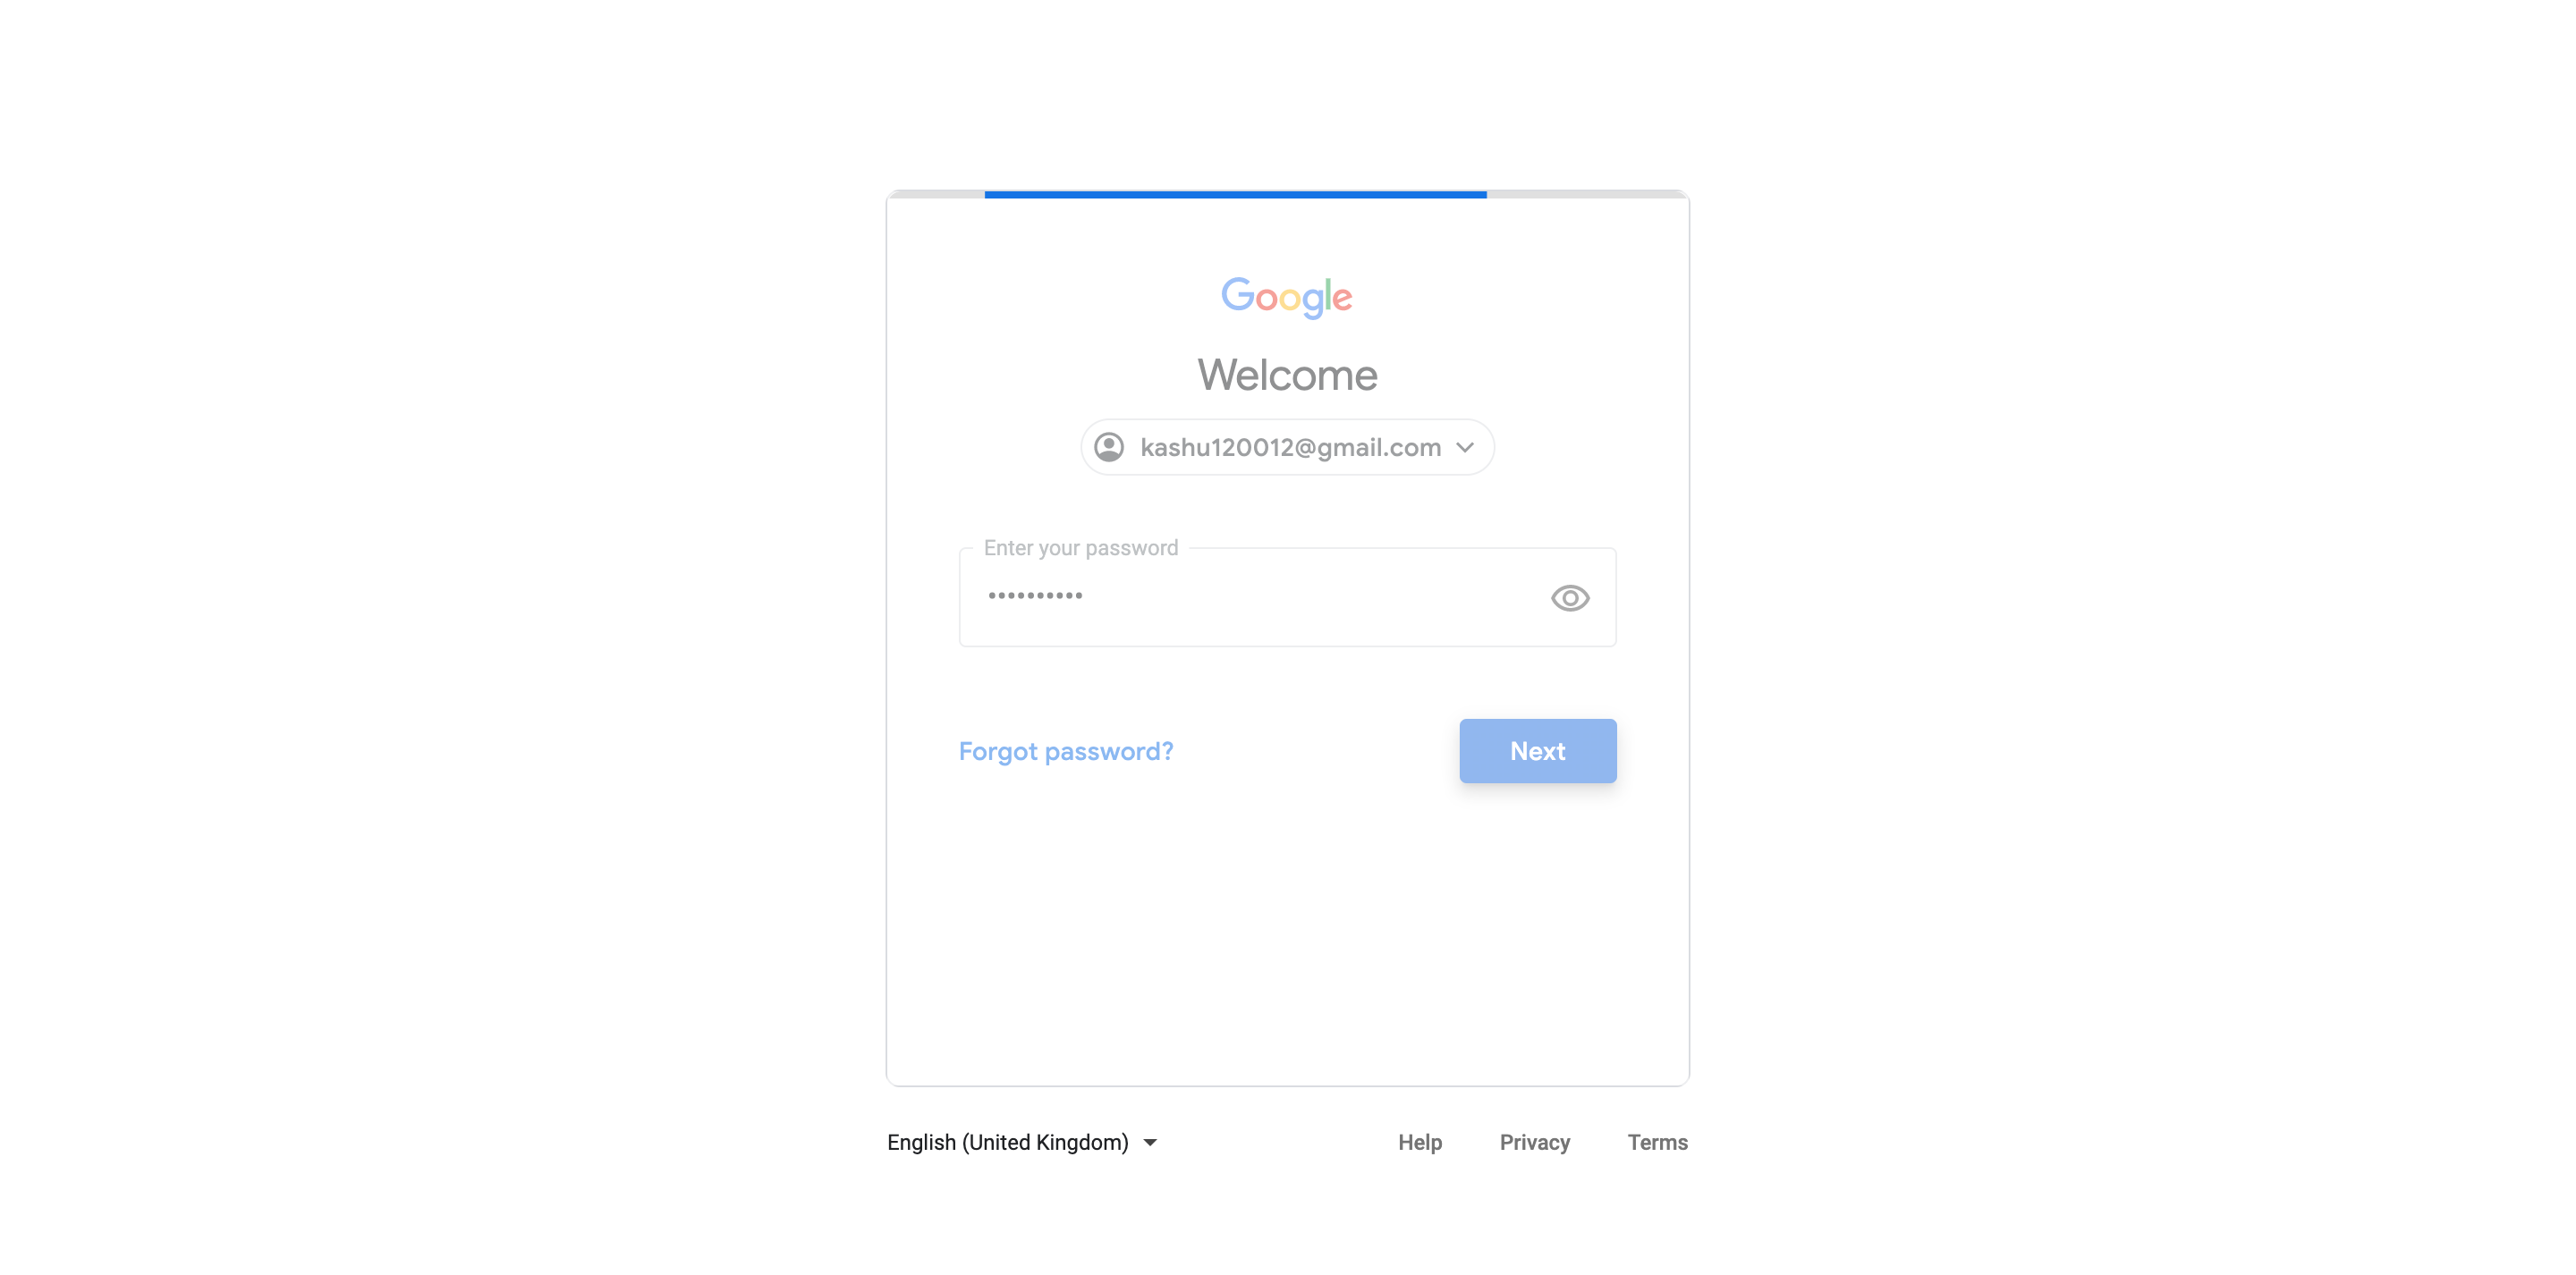 Google
Welcome
kashu120012@gmail.com
Enter your password
••••••••••
Forgot password?
Next
English (United Kingdom)
Help
Privacy
Terms